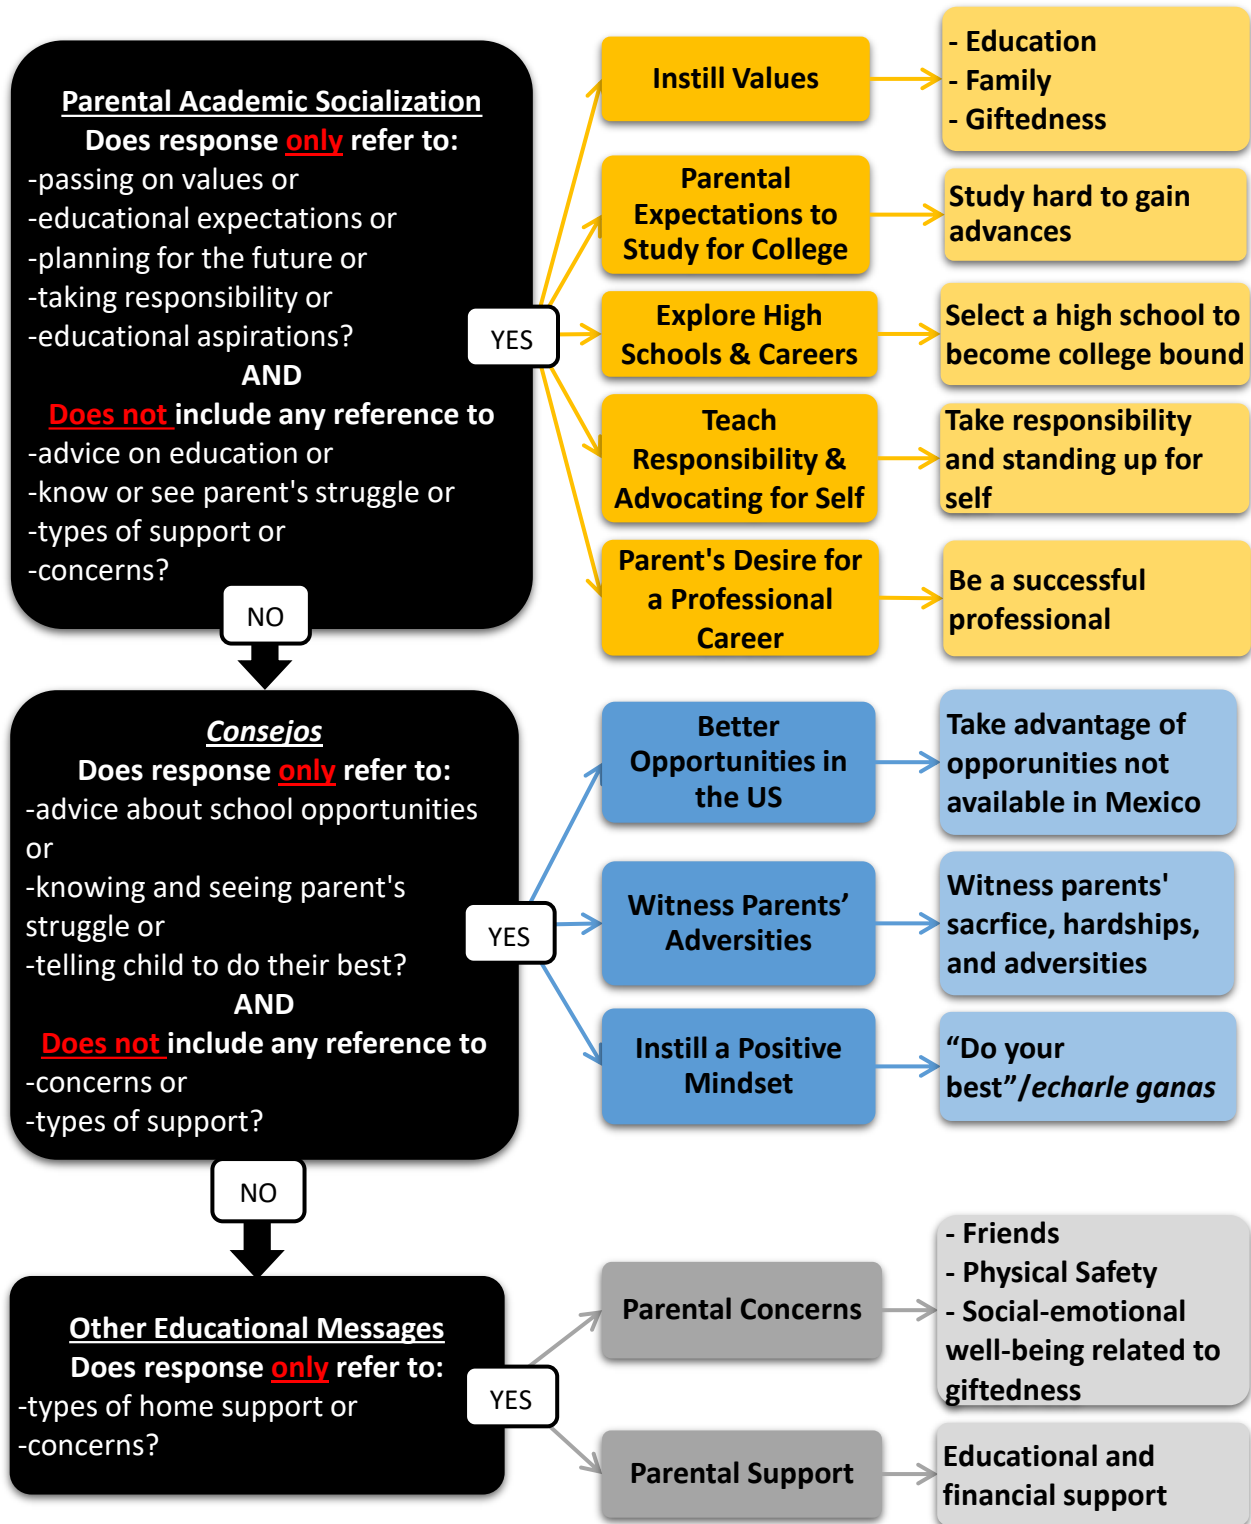 Parental Academic Socialization
Does response only refer to:
-passing on values or
-educational expectations or
-planning for the future or
-taking responsibility or
-educational aspirations?
AND
Does not include any reference to
-advice on education or
-know or see parent's struggle or
-types of support or
-concerns?
YES
NO
Instill Values
- Education
- Family
- Giftedness
Parental
Expectations to
Study for College
Study hard to gain
advances
Explore High
Schools & Careers
Select a high school to
become college bound
Teach
Responsibility &
Advocating for Self
Take responsibility
and standing up for
self
Parent's Desire for
a Professional
Career
Be a successful
professional
Consejos
Does response only refer to:
-advice about school opportunities
or
-knowing and seeing parent's
struggle or
-telling child to do their best?
AND
Does not include any reference to
-concerns or
-types of support?
YES
NO
Better
Opportunities in
the US
Take advantage of
opporunities not
available in Mexico
Witness Parents’
Adversities
Witness parents'
sacrfice, hardships,
and adversities
Instill a Positive
Mindset
“Do your
best”/echarle ganas
Other Educational Messages
Does response only refer to:
-types of home support or
-concerns?
YES
Parental Concerns
- Friends
- Physical Safety
- Social-emotional
well-being related to
giftedness
Parental Support
Educational and
financial support